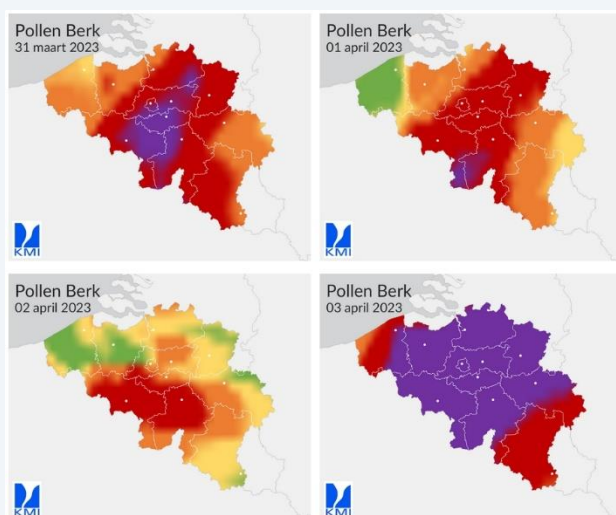 Pollen Berk
31 maart 2023
KMI
Pollen Berk
01 april 2023
KMI
Pollen Berk
02 april 2023
KMI
Pollen Berk
03 april 2023
KMI